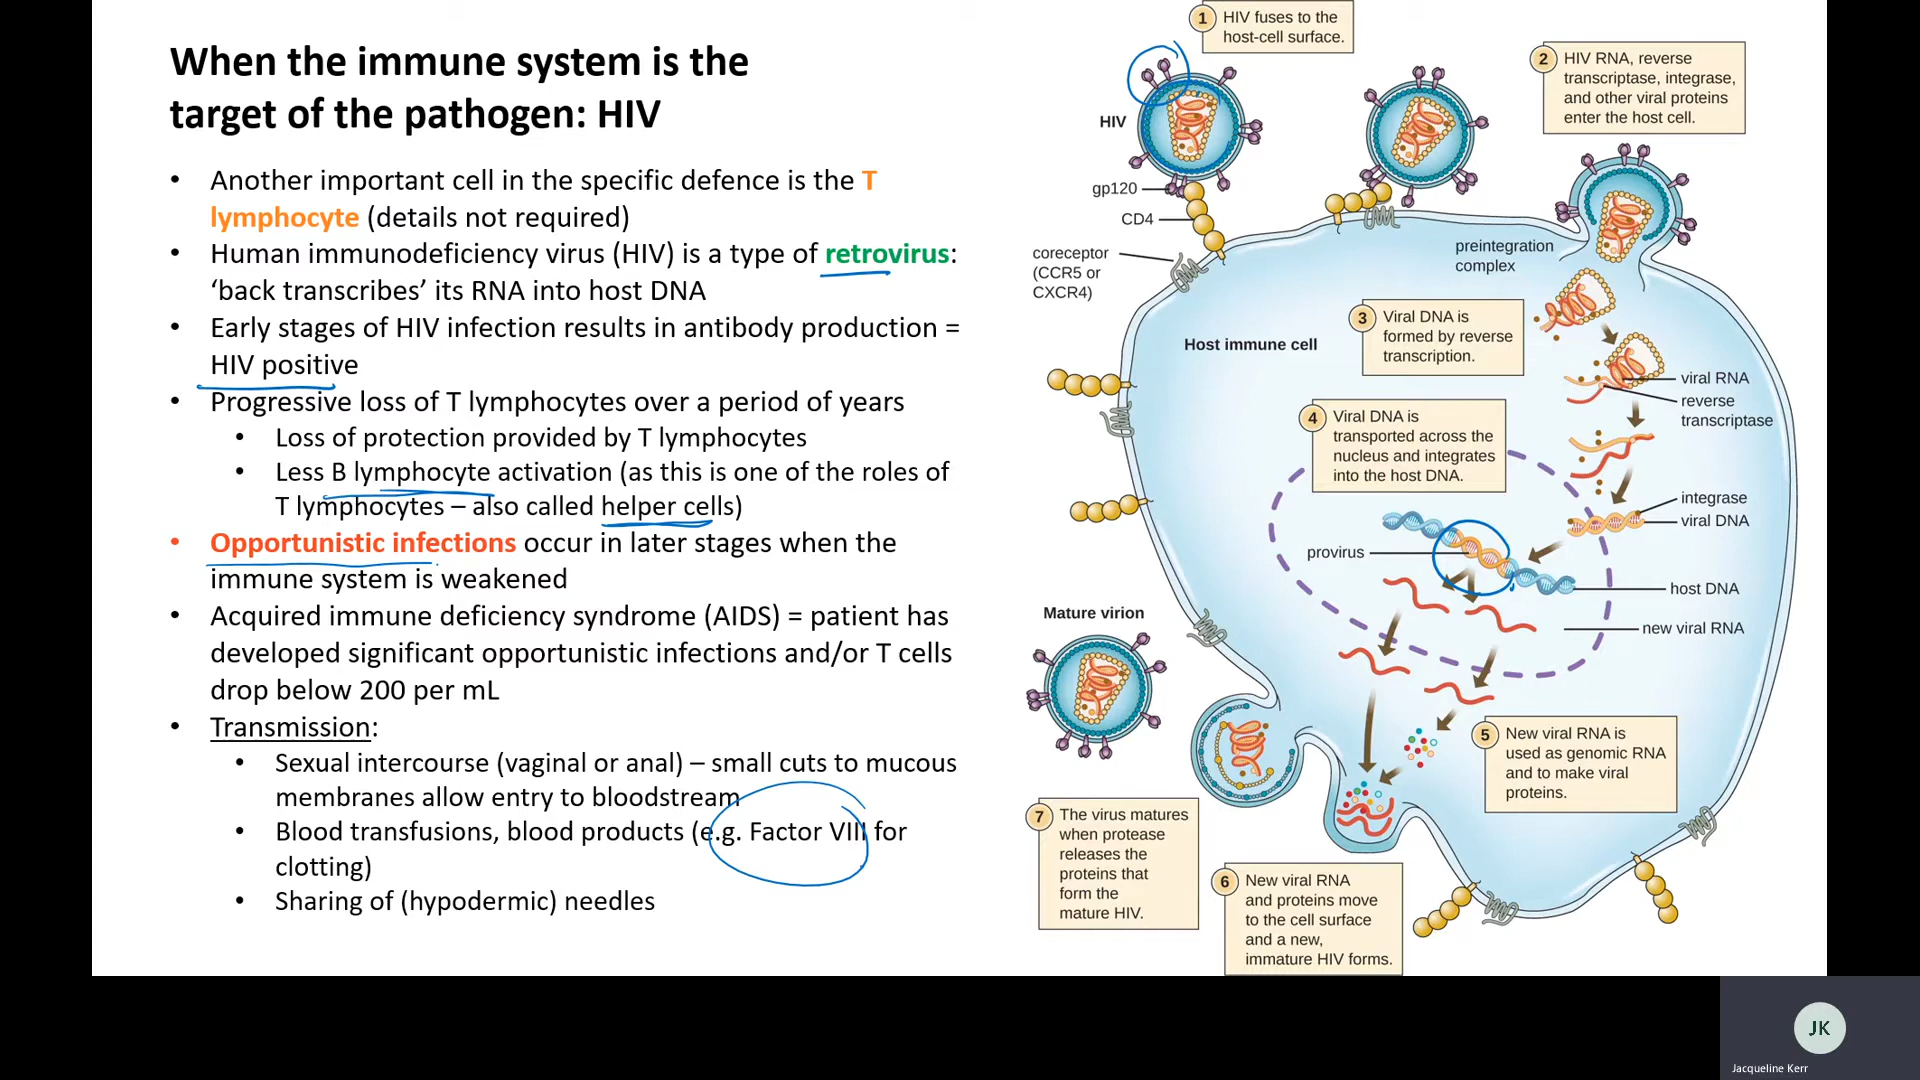 When the immune system is the
target of the pathogen: HIV
• Another important cell in the specific defence is the T
lymphocyte (details not required)
• Human immunodeficiency virus (HIV) is a type of retrovirus:
‘back transcribes’ its RNA into host DNA
• Early stages of HIV infection results in antibody production =
HIV positive
• Progressive loss of T lymphocytes over a period of years
• Loss of protection provided by T lymphocytes
• Less B lymphocyte activation (as this is one of the roles of
T lymphocytes – also called helper cells)
• Opportunistic infections occur in later stages when the
immune system is weakened
• Acquired immune deficiency syndrome (AIDS) = patient has
developed significant opportunistic infections and/or T cells
drop below 200 per mL
• Transmission:
• Sexual intercourse (vaginal or anal) – small cuts to mucous
membranes allow entry to bloodstream
• Blood transfusions, blood products (e.g. Factor VIII for
clotting)
• Sharing of (hypodermic) needles
1 HIV fuses to the
host-cell surface.
2 HIV RNA, reverse
transcriptase, integrase,
and other viral proteins
enter the host cell.
HIV
gp120
CD4
coreceptor
(CCR5 or
CXCR4)
preintegration
complex
Host immune cell
3 Viral DNA is
formed by reverse
transcription.
viral RNA
reverse
transcriptase
4 Viral DNA is
transported across the
nucleus and integrates
into the host DNA.
integrase
viral DNA
provirus
host DNA
new viral RNA
Mature virion
5 New viral RNA is
used as genomic RNA
and to make viral
proteins.
7 The virus matures
when protease
releases the
proteins that
form the
mature HIV.
6 New viral RNA
and proteins move
to the cell surface
and a new,
immature HIV forms.
JK
Jacqueline Kerr